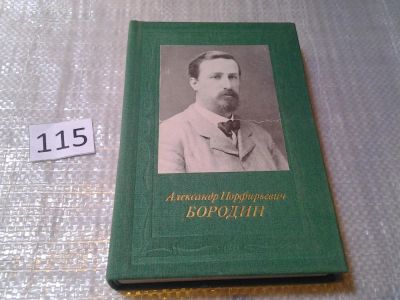 115
Александр Порфирьевич
БОРОДИН